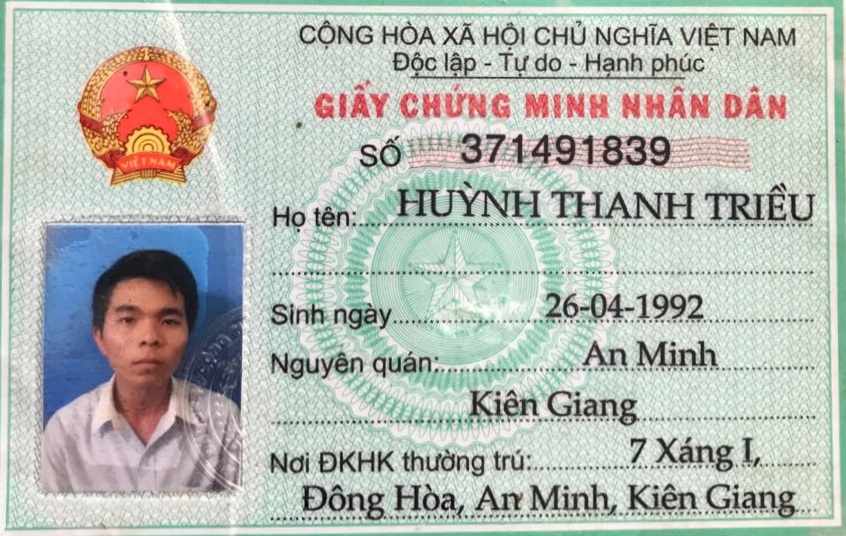 CỘNG HÒA XÃ HỘI CHỦ NGHĨA VIỆT NAM
Độc lập - Tự do - Hạnh phúc
GIẤY CHỨNG MINH NHÂN DÂN
VIỆT NAM
SỐ 371491839
Họ tên: HUỲNH THANH TRIỀU
Sinh ngày 26-04-1992
Nguyên quán: An Minh
Kiên Giang
Nơi ĐKHK thường trú: 7 Xáng I,
Đông Hòa, An Minh, Kiên Giang